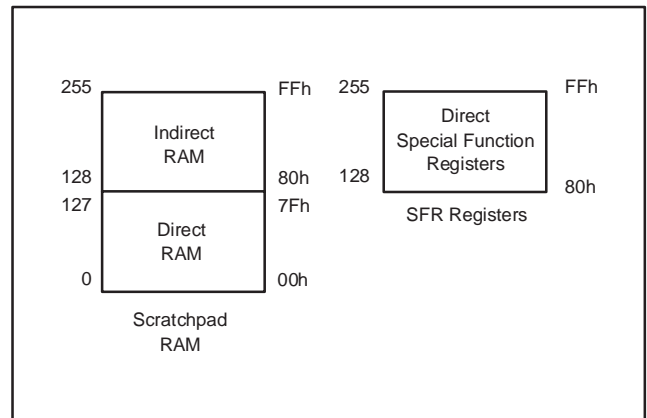 255
FFh
Indirect
RAM
128
80h
127
7Fh
Direct
RAM
0
00h
Scratchpad
RAM
255
FFh
Direct
Special Function
Registers
128
80h
SFR Registers